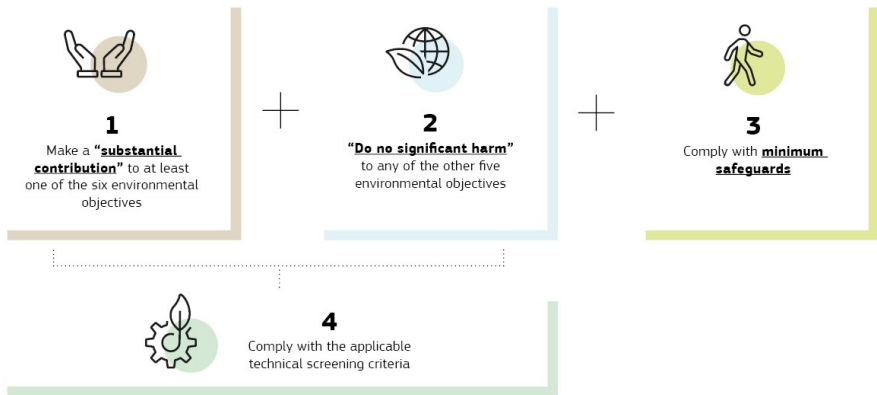 1
Make a “substantial
contribution” to at least
one of the six environmental
objectives
2
“Do no significant harm”
to any of the other five
environmental objectives
3
Comply with minimum
safeguards
4
Comply with the applicable
technical screening criteria